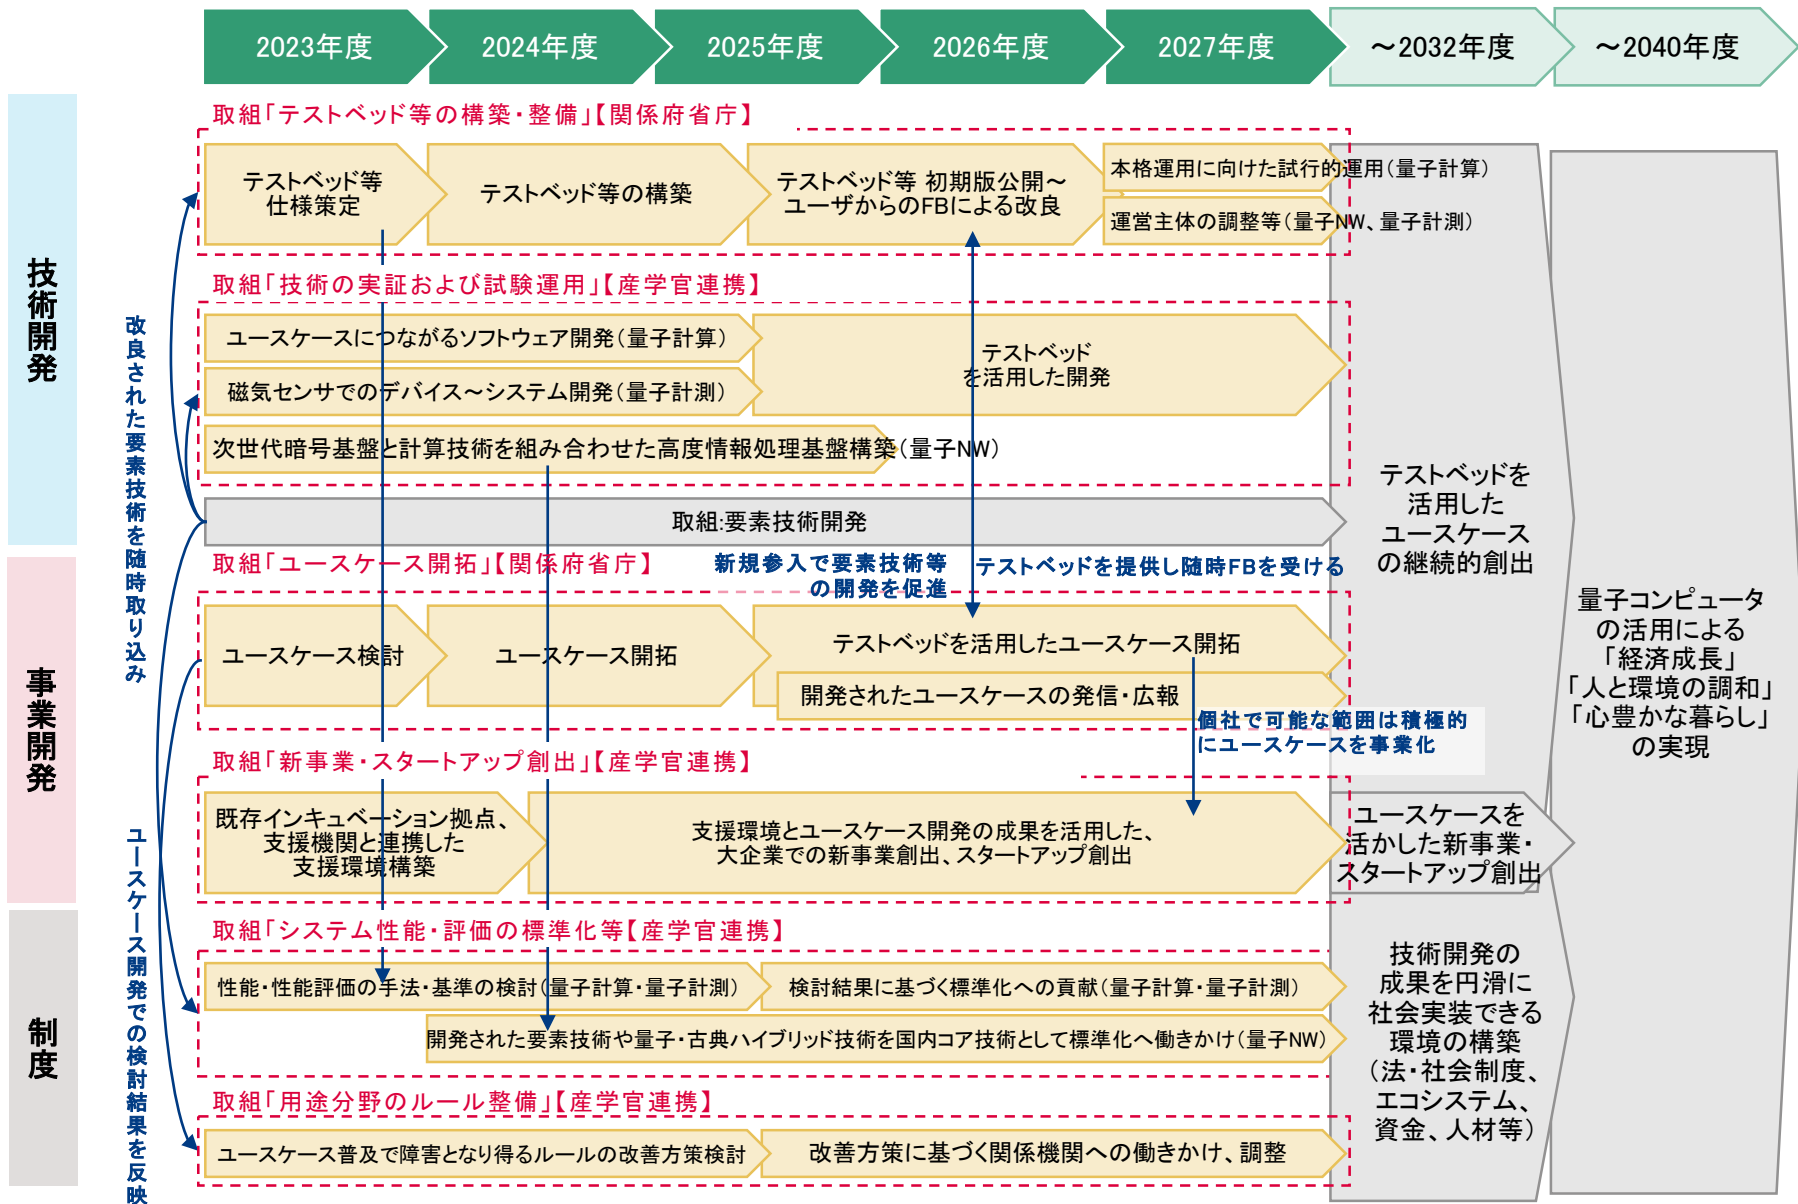 2023年度
2024年度
2025年度
2026年度
2027年度
～2032年度
～2040年度
技術開発
取組「テストベッド等の構築・整備」【関係府省庁】
テストベッド等
仕様策定
テストベッド等の構築
テストベッド等 初期版公開～
ユーザからのFBによる改良
本格運用に向けた試行的運用(量子計算)
運営主体の調整等(量子NW、量子計測)
取組「技術の実証および試験運用」【産学官連携】
ユースケースにつながるソフトウェア開発(量子計算)
磁気センサでのデバイス～システム開発(量子計測)
次世代暗号基盤と計算技術を組み合わせた高度情報処理基盤構築(量子NW)
テストベッド
を活用した開発
取組:要素技術開発
改良された要素技術を随時取り込み
事業開発
取組「ユースケース開拓」【関係府省庁】
新規参入で要素技術等
の開発を促進
テストベッドを提供し随時FBを受ける
ユースケース検討
ユースケース開拓
テストベッドを活用したユースケース開拓
開発されたユースケースの発信・広報
個社で可能な範囲は積極的
にユースケースを事業化
取組「新事業・スタートアップ創出」【産学官連携】
既存インキュベーション拠点、
支援機関と連携した
支援環境構築
支援環境とユースケース開発の成果を活用した、
大企業での新事業創出、スタートアップ創出
ユースケース開発での検討結果を反映
制度
取組「システム性能・評価の標準化等【産学官連携】
性能・性能評価の手法・基準の検討(量子計算・量子計測)
検討結果に基づく標準化への貢献(量子計算・量子計測)
開発された要素技術や量子・古典ハイブリッド技術を国内コア技術として標準化へ働きかけ(量子NW)
取組「用途分野のルール整備」【産学官連携】
ユースケース普及で障害となり得るルールの改善方策検討
改善方策に基づく関係機関への働きかけ、調整
テストベッドを
活用した
ユースケース
の継続的創出
ユースケースを
活かした新事業・
スタートアップ創出
技術開発の
成果を円滑に
社会実装できる
環境の構築
(法・社会制度、
エコシステム、
資金、人材等)
量子コンピュータ
の活用による
「経済成長」
「人と環境の調和」
「心豊かな暮らし」
の実現